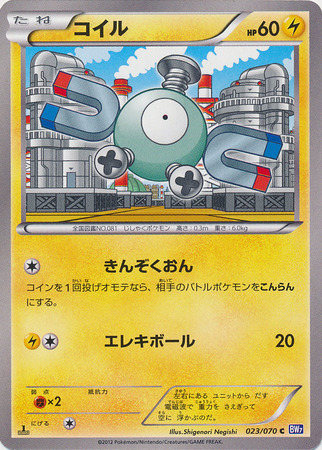 たね
コイル
HP60
全国図鑑NO.081 じしゃくポケモン 高さ：0.3m 重さ：6.0kg
きんぞくおん
コインを1回投げオモテなら、相手のバトルポケモンをこんらん
にする。
エレキボール 20
弱点 抵抗力
×2
にげる
左右にある ユニットから だす
電磁波で 重力を さえぎって
空に 浮かぶのだ。
Illus.Shigenori Negishi
023/070 C BW7
1
©2012 Pokémon/Nintendo/Creatures/GAME FREAK.